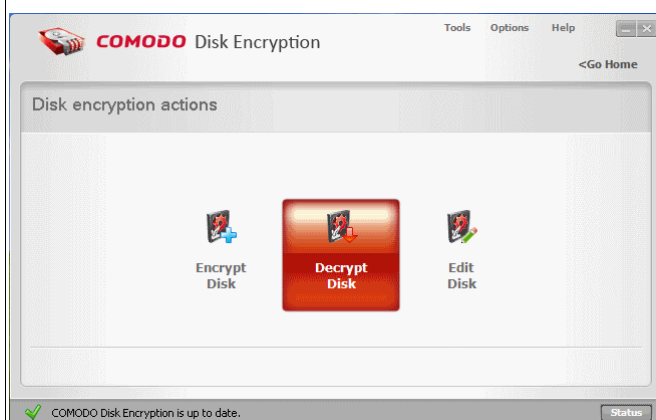 COMODO Disk Encryption
Tools Options Help
<Go Home
Disk encryption actions
Encrypt
Disk
Decrypt
Disk
Edit
Disk
COMODO Disk Encryption is up to date.
Status